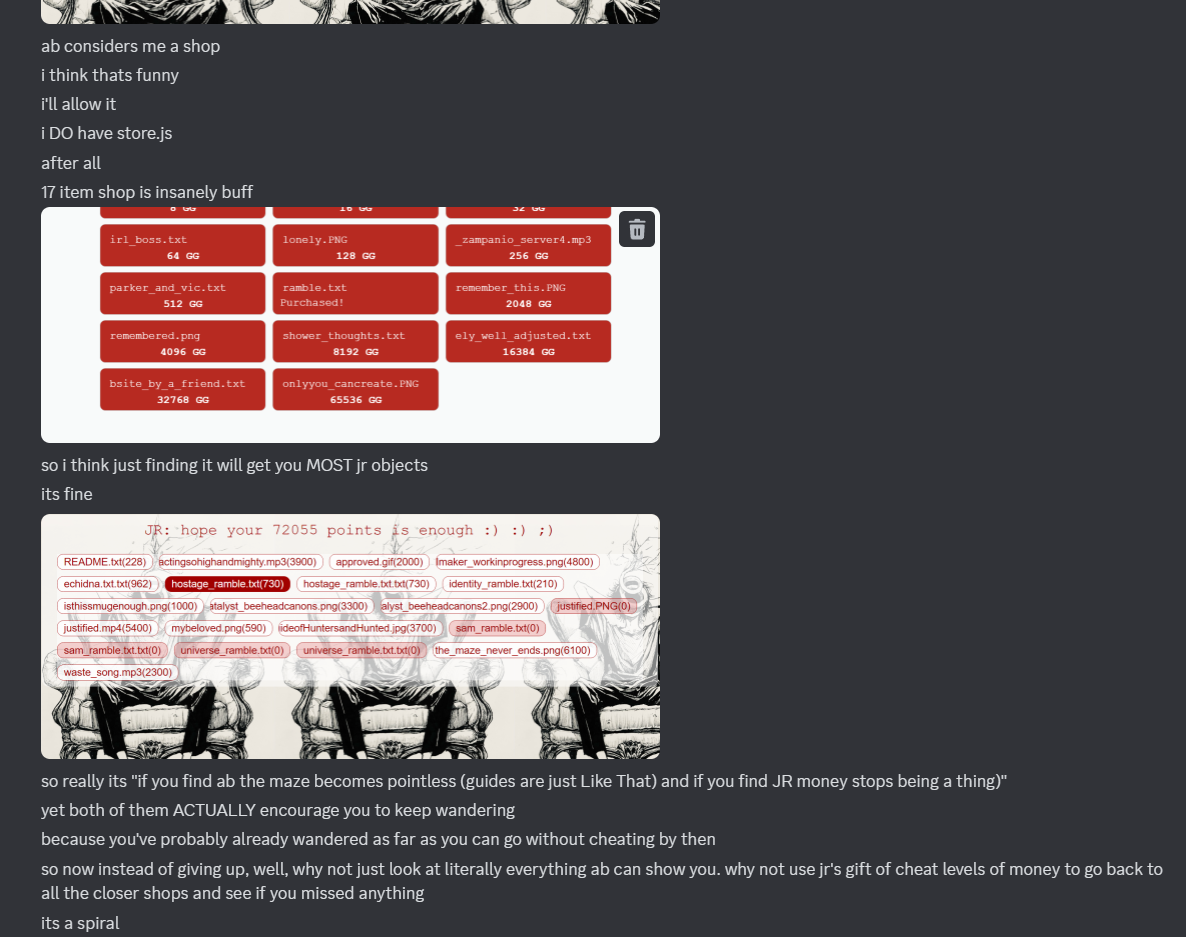 ab considers me a shop
i think thats funny
i'll allow it
i DO have store.js
after all
17 item shop is insanely buff
8 GG 16 GG 32 GG
irl_boss.txt lonely.PNG _zampanio_server4.mp3
64 GG 128 GG 256 GG
parker_and_vic.txt ramble.txt remember_this.PNG
512 GG Purchased! 2048 GG
remembered.png shower_thoughts.txt ely_well_adjusted.txt
4096 GG 8192 GG 16384 GG
bsite_by_a_friend.txt onlyyou_cancreate.PNG
32768 GG 65536 GG
so i think just finding it will get you MOST jr objects
its fine
JR: hope your 72055 points is enough :) :) ;)
README.txt(228) actingsohighandmighty.mp3(3900) approved.gif(2000) lmaker_workinprogress.png(4800)
echidna.txt.txt(962) hostage_ramble.txt(730) hostage_ramble.txt.txt(730) identity_ramble.txt(210)
isthissmugenough.png(1000) atalyst_beeheadcanons.png(3300) alyst_beeheadcanons2.png(2900) justified.PNG(0)
justified.mp4(5400) mybeloved.png(590) ideofHuntersandHunted.jpg(3700) sam_ramble.txt(0)
sam_ramble.txt.txt(0) universe_ramble.txt(0) universe_ramble.txt.txt(0) the_maze_never_ends.png(6100)
waste_song.mp3(2300)
so really its "if you find ab the maze becomes pointless (guides are just Like That) and if you find JR money stops being a thing)"
yet both of them ACTUALLY encourage you to keep wandering
because you've probably already wandered as far as you can go without cheating by then
so now instead of giving up, well, why not just look at literally everything ab can show you. why not use jr's gift of cheat levels of money to go back to
all the closer shops and see if you missed anything
its a spiral